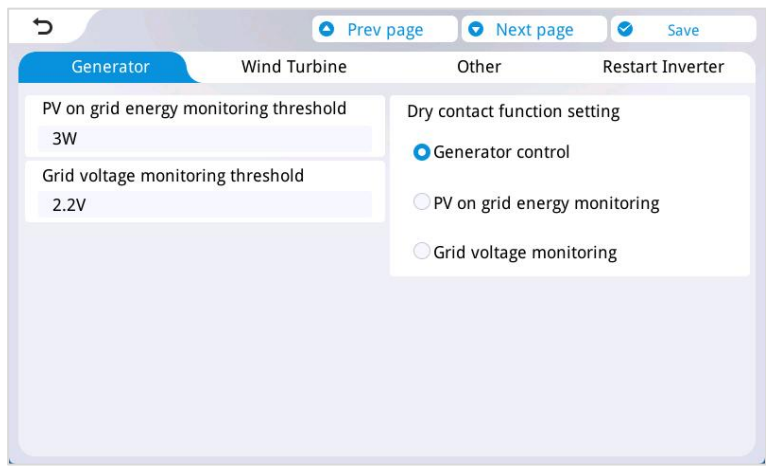 Prev page
Next page
Save
Generator
Wind Turbine
Other
Restart Inverter
PV on grid energy monitoring threshold
3W
Grid voltage monitoring threshold
2.2V
Dry contact function setting
Generator control
PV on grid energy monitoring
Grid voltage monitoring